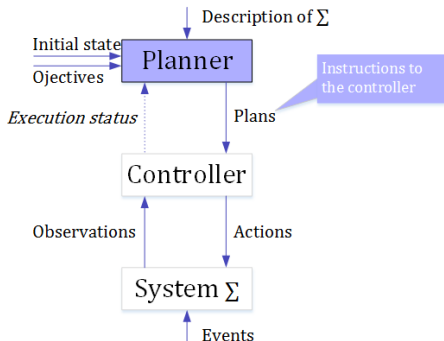 Description of Σ
Initial state
Ojectives
Planner
Instructions to
the controller
Execution status
Plans
Controller
Observations
Actions
System Σ
Events